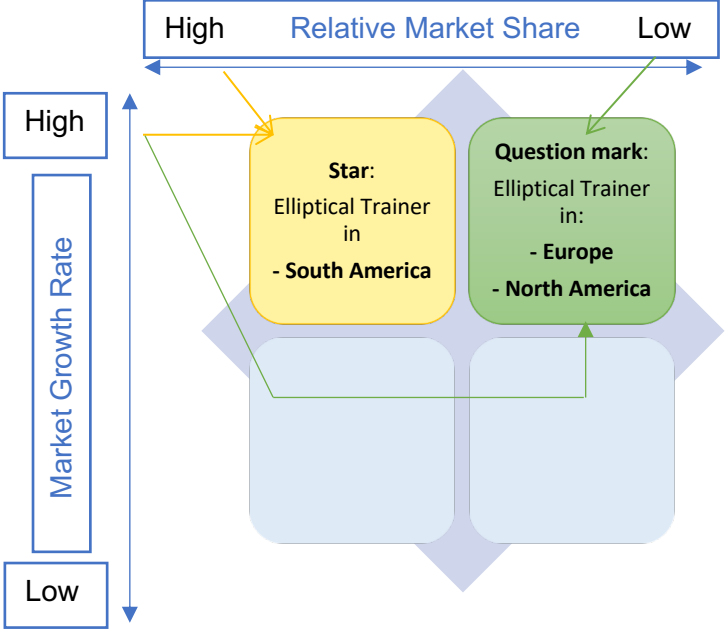 High Relative Market Share Low
High
Market Growth Rate
Low
Star:
Elliptical Trainer
in
- South America
Question mark:
Elliptical Trainer
in:
- Europe
- North America